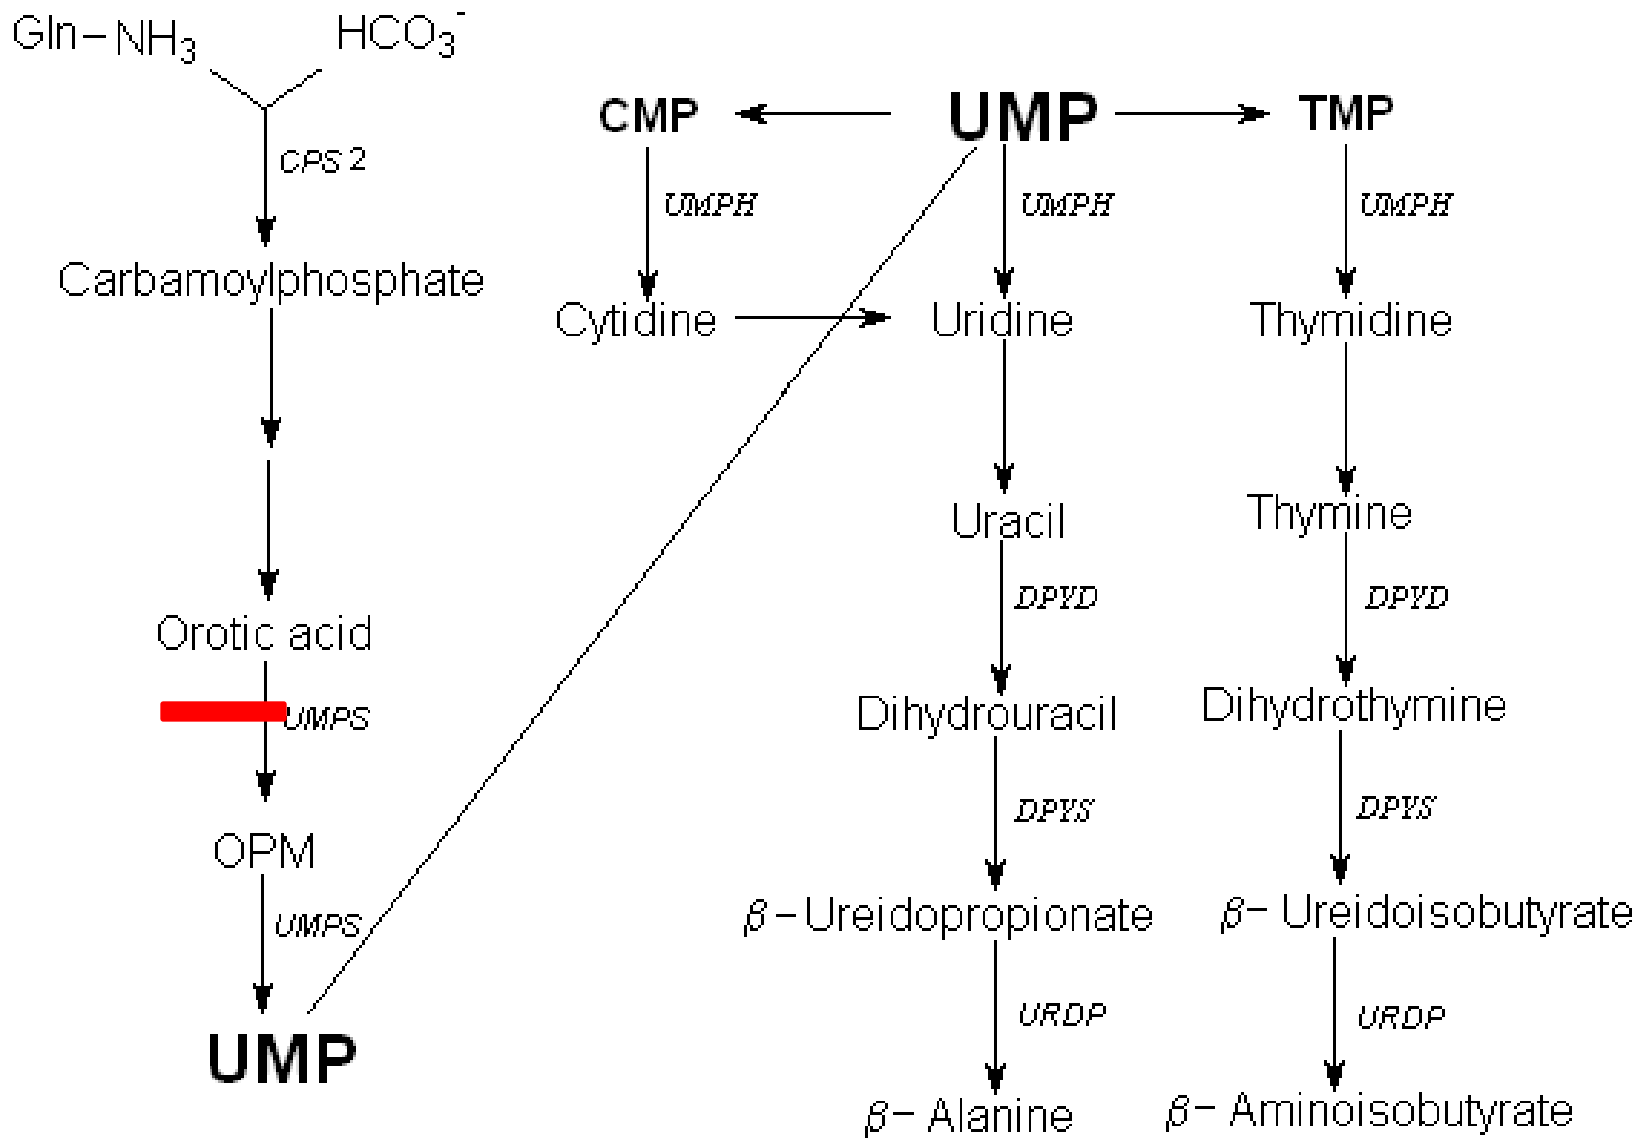 Gln–NH3 HCO3-
CPS 2
Carbamoylphosphate
Orotic acid
UMPS
OPM
UMPS
UMP
CMP UMP TMP
UMPH UMPH UMPH
Cytidine Uridine Thymidine
Uracil Thymine
DPYD DPYD
Dihydrouracil Dihydrothymine
DPYS DPYS
β–Ureidopropionate β– Ureidoisobutyrate
URDP URDP
β– Alanine β– Aminoisobutyrate